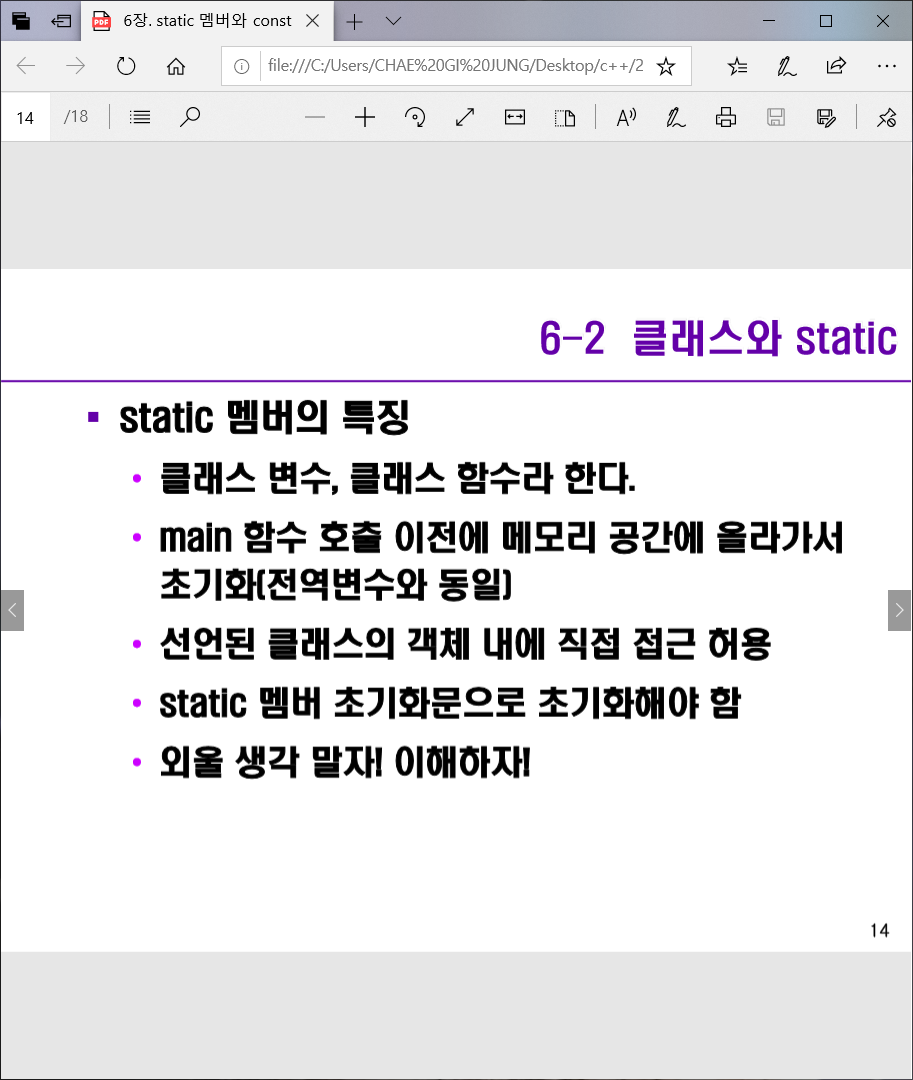 6장. static 멤버와 const
file:///C:/Users/CHAE%20GI%20JUNG/Desktop/c++/2
14 /18
6-2 클래스와 static
▪ static 멤버의 특징
• 클래스 변수, 클래스 함수라 한다.
• main 함수 호출 이전에 메모리 공간에 올라가서
초기화(전역변수와 동일)
• 선언된 클래스의 객체 내에 직접 접근 허용
• static 멤버 초기화문으로 초기화해야 함
• 외울 생각 말자! 이해하자!
14